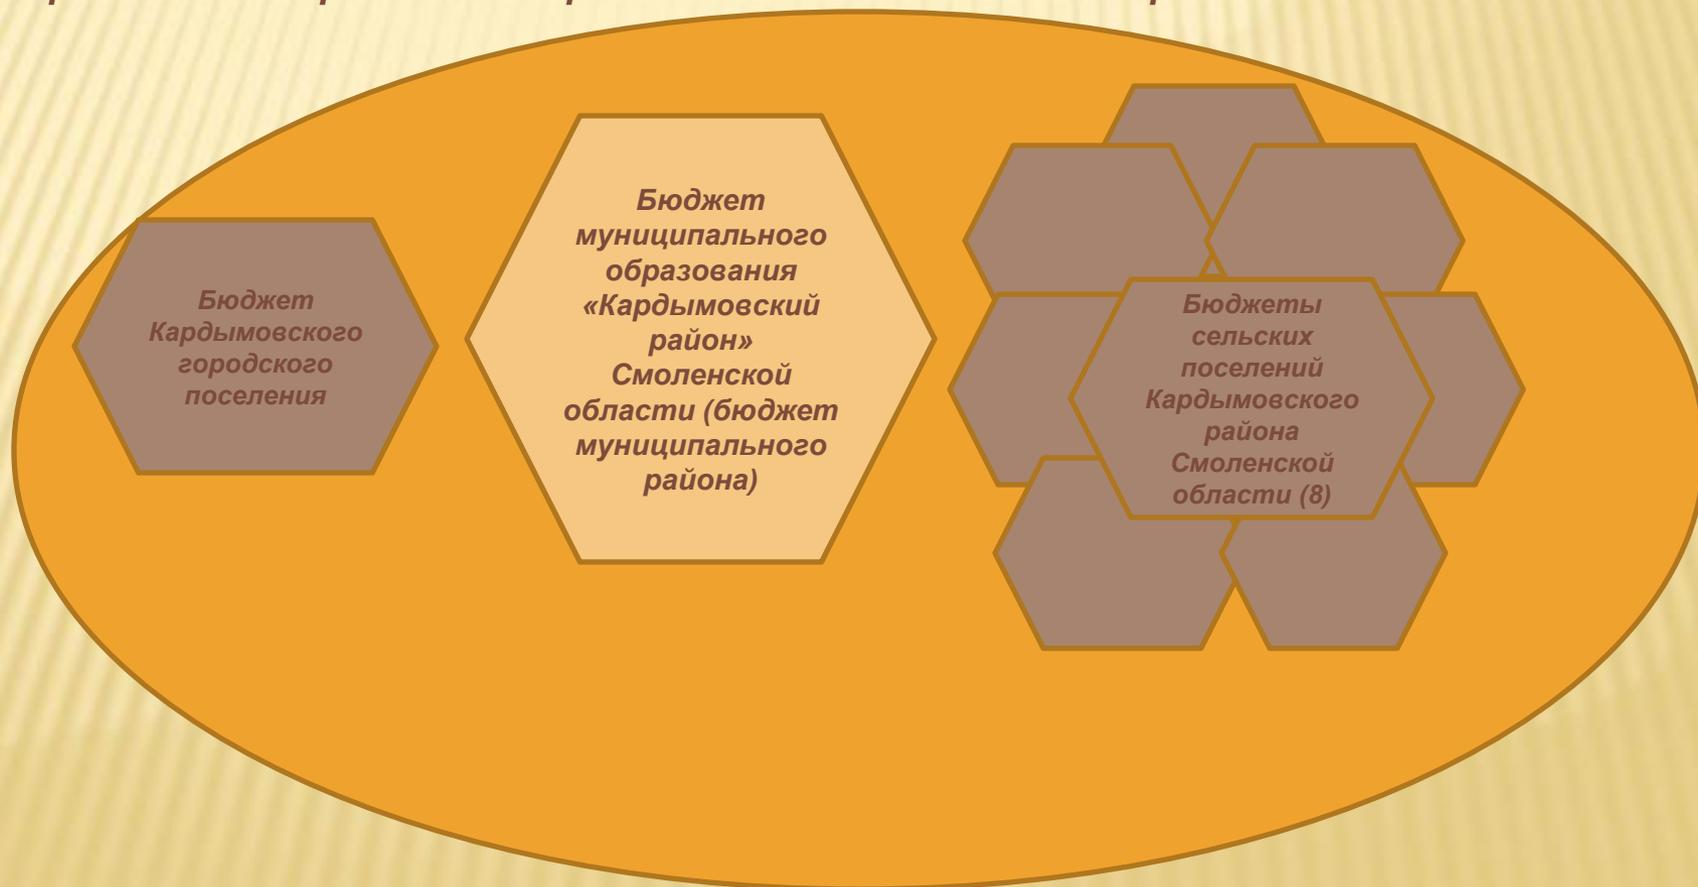 Бюджет
Кардымовского
городского
поселения
Бюджет
муниципального
образования
«Кардымовский
район»
Смоленской
области (бюджет
муниципального
района)
Бюджеты
сельских
поселений
Кардымовского
района
Смоленской
области (8)